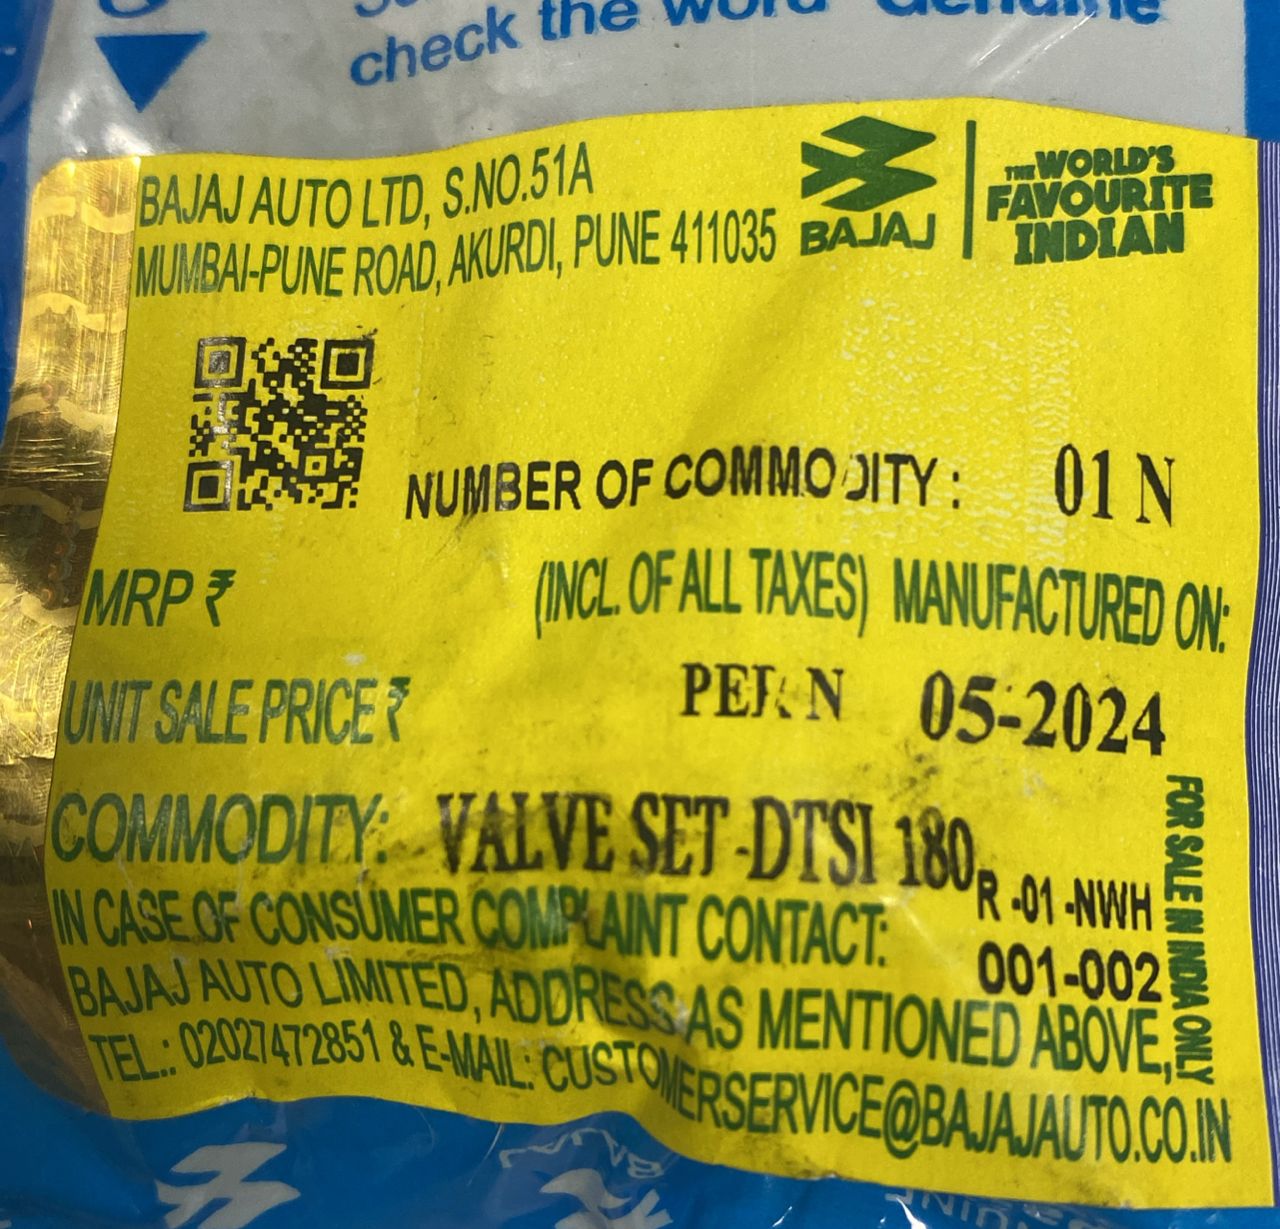 check the word "Genuine"
BAJAJ AUTO LTD, S.NO.51A
MUMBAI-PUNE ROAD, AKURDI, PUNE 411035
BAJAJ
THE WORLD'S
FAVOURITE
INDIAN
NUMBER OF COMMODITY : 01 N
MRP ₹ (INCL. OF ALL TAXES) MANUFACTURED ON:
UNIT SALE PRICE ₹ PER N 05-2024
COMMODITY: VALVE SET -DTSI 180
R -01 -NWH
IN CASE OF CONSUMER COMPLAINT CONTACT:
001-002
BAJAJ AUTO LIMITED, ADDRESS AS MENTIONED ABOVE,
TEL.: 02027472851 & E-MAIL: CUSTOMERSERVICE@BAJAJAUTO.CO.IN
FOR SALE IN INDIA ONLY